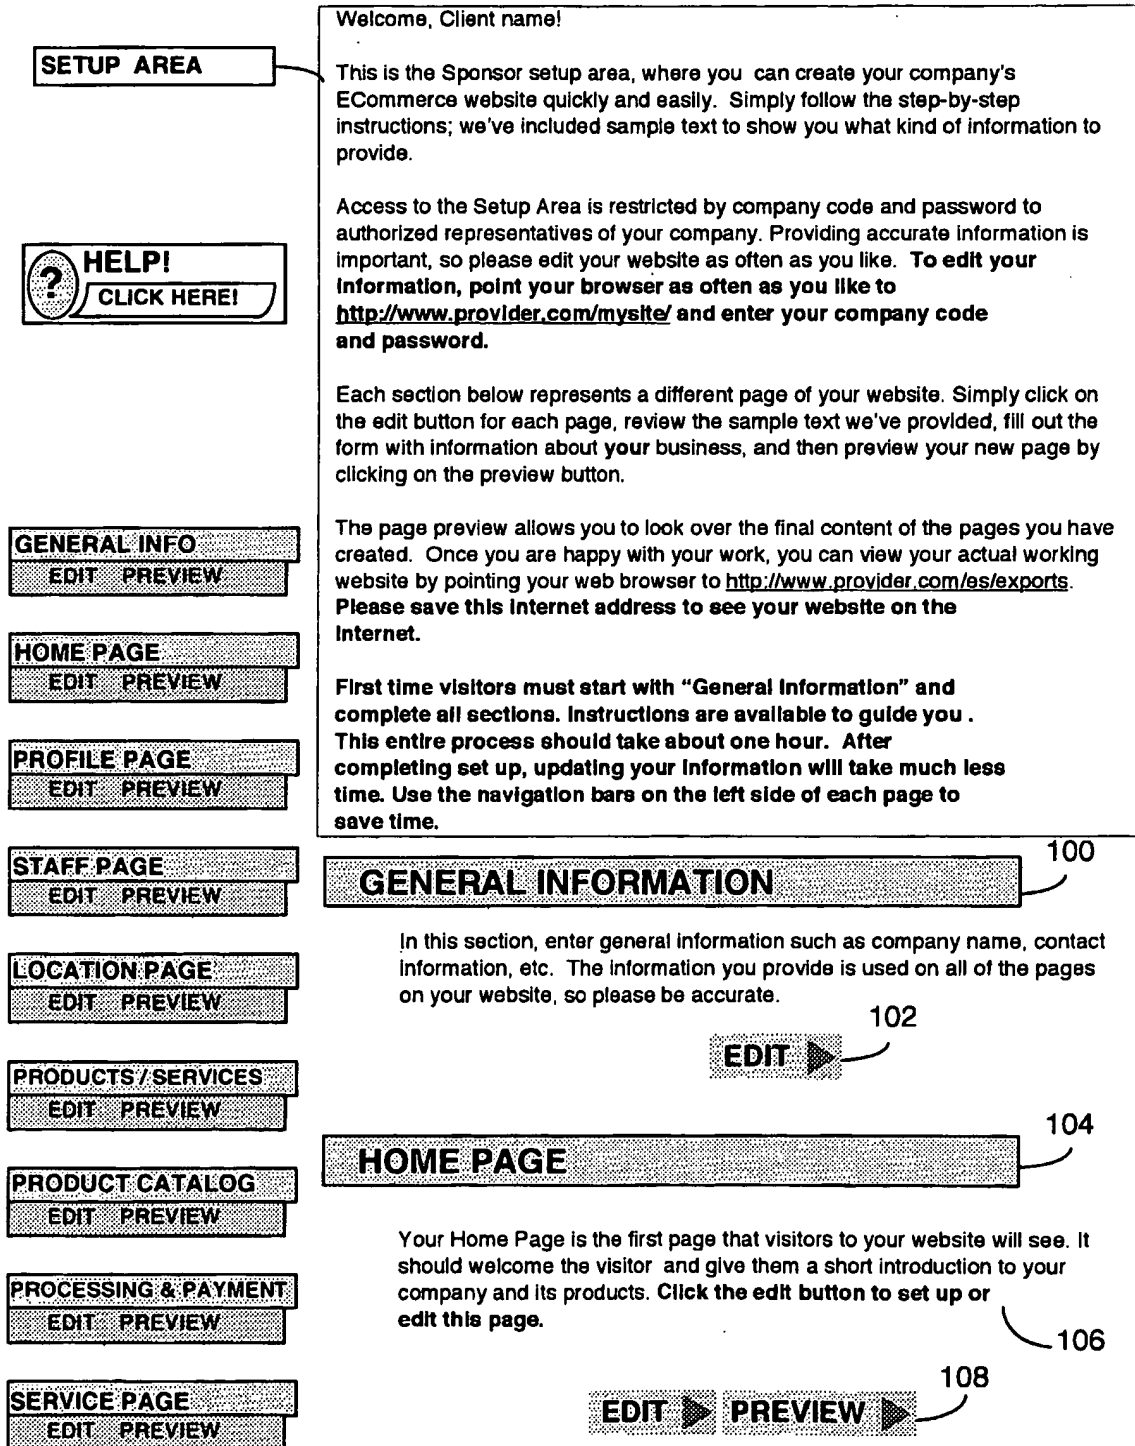 SETUP AREA
HELP!
?
CLICK HERE!
GENERAL INFO
EDIT PREVIEW
HOME PAGE
EDIT PREVIEW
PROFILE PAGE
EDIT PREVIEW
STAFF PAGE
EDIT PREVIEW
LOCATION PAGE
EDIT PREVIEW
PRODUCTS / SERVICES
EDIT PREVIEW
PRODUCT CATALOG
EDIT PREVIEW
PROCESSING & PAYMENT
EDIT PREVIEW
SERVICE PAGE
EDIT PREVIEW
Welcome, Client name!
This is the Sponsor setup area, where you can create your company's
ECommerce website quickly and easily. Simply follow the step-by-step
instructions; we've included sample text to show you what kind of information to
provide.
Access to the Setup Area is restricted by company code and password to
authorized representatives of your company. Providing accurate information is
important, so please edit your website as often as you like. To edit your
information, point your browser as often as you like to
http://www.provider.com/mysite/ and enter your company code
and password.
Each section below represents a different page of your website. Simply click on
the edit button for each page, review the sample text we've provided, fill out the
form with information about your business, and then preview your new page by
clicking on the preview button.
The page preview allows you to look over the final content of the pages you have
created. Once you are happy with your work, you can view your actual working
website by pointing your web browser to http://www.provider.com/es/exports.
Please save this Internet address to see your website on the
Internet.
First time visitors must start with "General Information" and
complete all sections. Instructions are available to guide you .
This entire process should take about one hour. After
completing set up, updating your information will take much less
time. Use the navigation bars on the left side of each page to
save time.
100
GENERAL INFORMATION
In this section, enter general information such as company name, contact
information, etc. The information you provide is used on all of the pages
on your website, so please be accurate.
102
EDIT
104
HOME PAGE
Your Home Page is the first page that visitors to your website will see. It
should welcome the visitor and give them a short introduction to your
company and its products. Click the edit button to set up or
edit this page.
106
108
EDIT PREVIEW